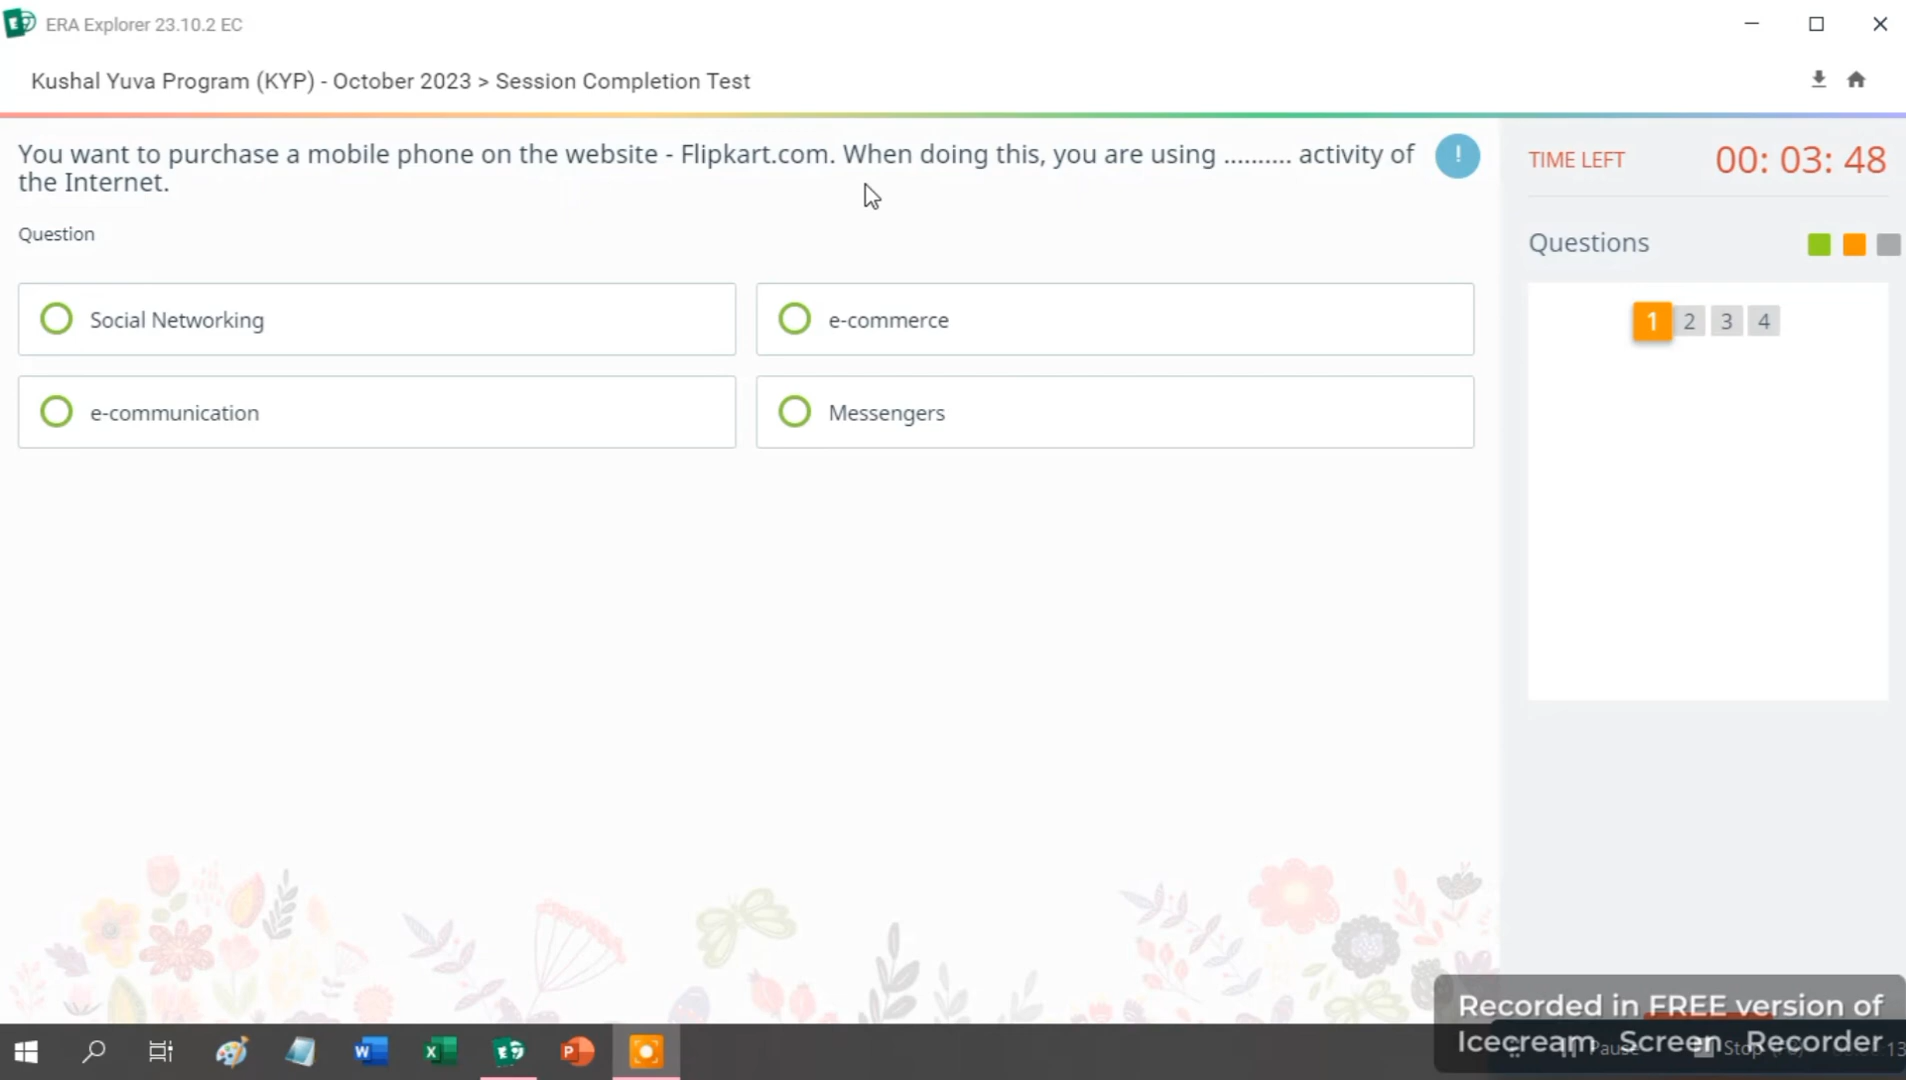 ERA Explorer 23.10.2 EC
Kushal Yuva Program (KYP) - October 2023 > Session Completion Test
You want to purchase a mobile phone on the website - Flipkart.com. When doing this, you are using .......... activity of
the Internet.
!
TIME LEFT 00: 03: 48
Question
Questions
1 2 3 4
Social Networking
e-commerce
e-communication
Messengers
Recorded in FREE version of
Icecream Screen Recorder
Pause
Stop
13